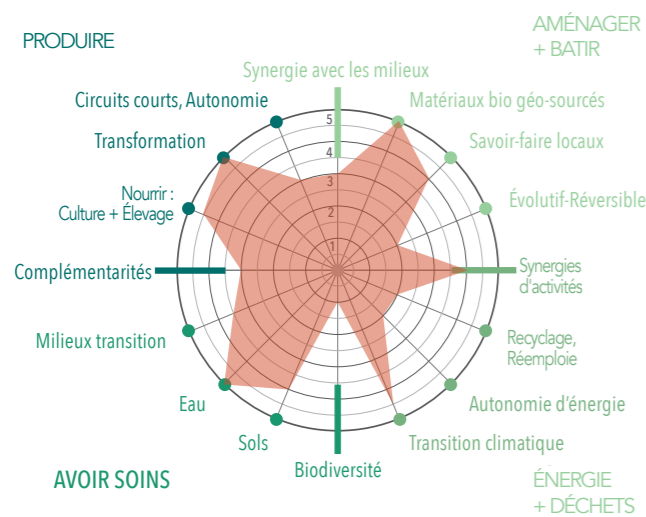 AMÉNAGER
+ BATIR
PRODUIRE
Synergie avec les milieux
Circuits courts, Autonomie
Matériaux bio géo-sourcés
Transformation
Savoir-faire locaux
Nourrir :
Culture + Élevage
Évolutif-Réversible
5
4
3
2
1
Complémentarités
Synergies
d'activités
Milieux transition
Recyclage,
Réemploie
Eau
Autonomie d'énergie
Sols
Transition climatique
Biodiversité
AVOIR SOINS
ÉNERGIE
+ DÉCHETS